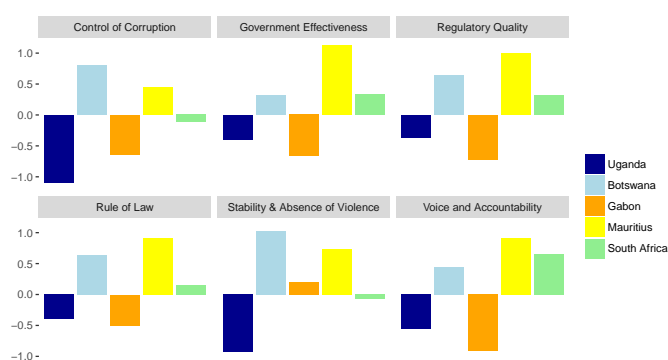 Control of Corruption
Government Effectiveness
Regulatory Quality
1.0
0.5
0.0
−0.5
−1.0
Rule of Law
Stability & Absence of Violence
Voice and Accountability
1.0
0.5
0.0
−0.5
−1.0
Uganda
Botswana
Gabon
Mauritius
South Africa